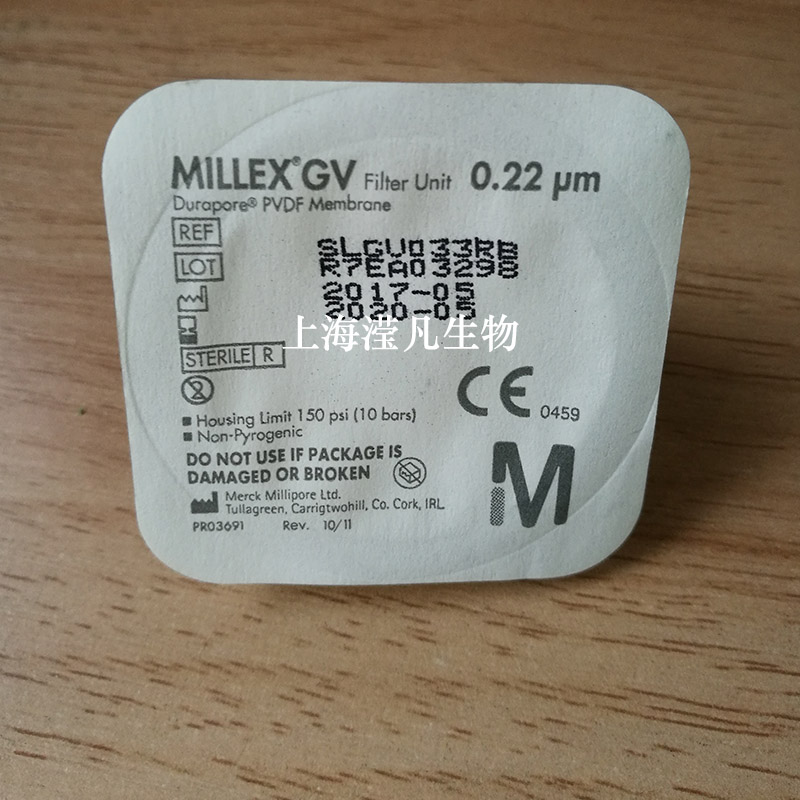 MILLEX® GV Filter Unit 0.22 µm
Durapore® PVDF Membrane
REF SLGV033RB
LOT R7EA03298
2017-05
2020-05
上海滢凡生物
STERILE R
2
CE 0459
Housing Limit 150 psi (10 bars)
Non-Pyrogenic
DO NOT USE IF PACKAGE IS
DAMAGED OR BROKEN
M
Merck Millipore Ltd.
Tullagreen, Carrigtwohill, Co. Cork, IRL
PR03691 Rev. 10/11